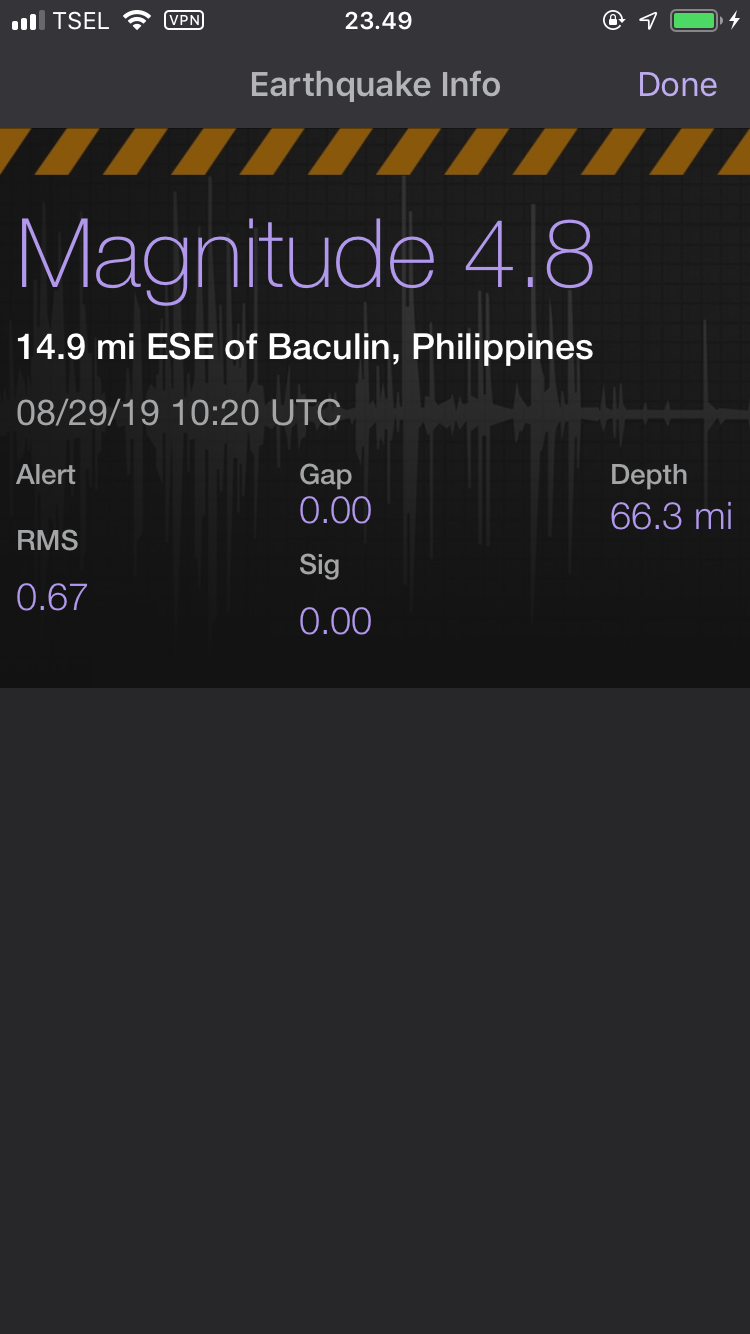 TSEL VPN 23.49
Earthquake Info Done
Magnitude 4.8
14.9 mi ESE of Baculin, Philippines
08/29/19 10:20 UTC
Alert Gap Depth
0.00 66.3 mi
RMS
Sig
0.67
0.00